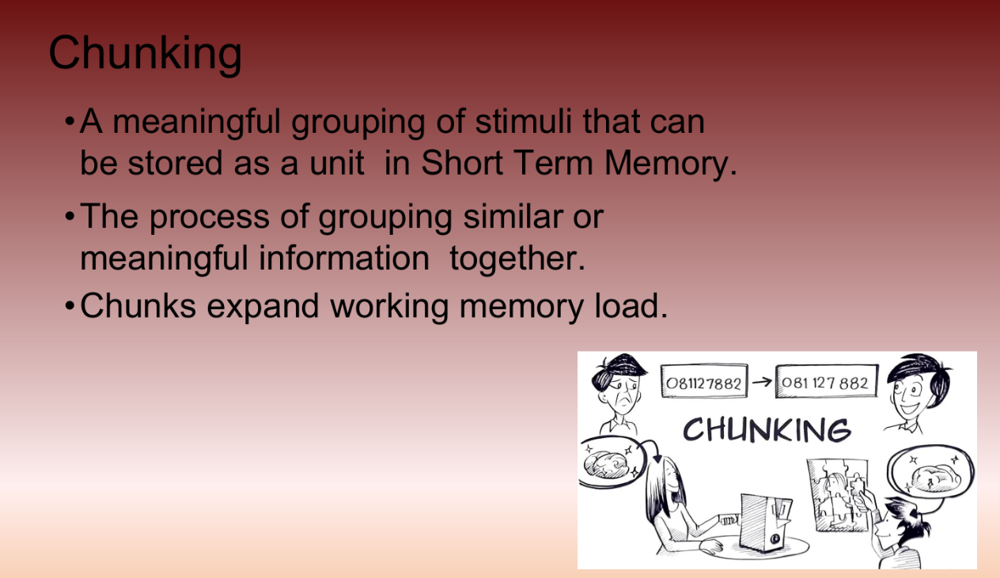 Chunking
•A meaningful grouping of stimuli that can
be stored as a unit  in Short Term Memory.
•The process of grouping similar or
meaningful information  together.
•Chunks expand working memory load.
081127882
081 127 882
CHUNKING